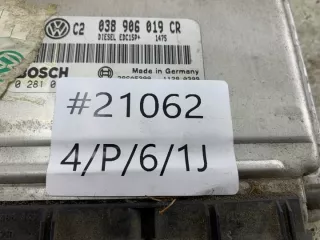 C2 038 906 019 CR
DIESEL EDC15P+ 1475
BOSCH
Made in Germany
0 281 0
#21062
4/P/6/1J